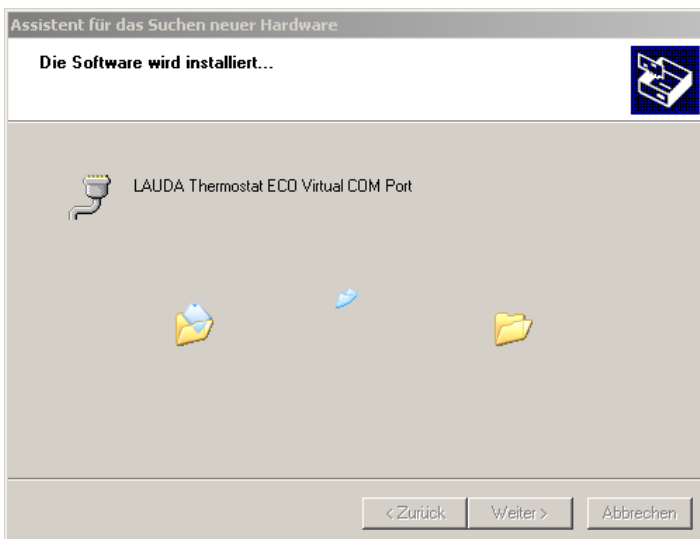 Assistent für das Suchen neuer Hardware
Die Software wird installiert...
LAUDA Thermostat ECO Virtual COM Port
< Zurück
Weiter >
Abbrechen